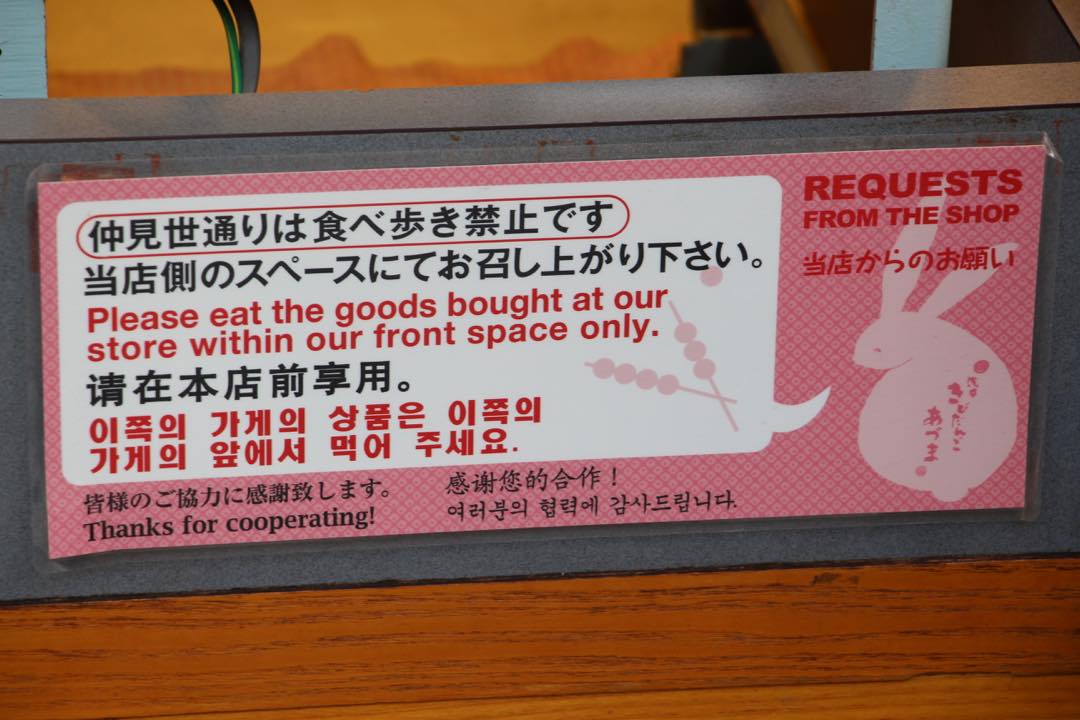 仲見世通りは食べ歩き禁止です
当店側のスペースにてお召し上がり下さい。
Please eat the goods bought at our
store within our front space only.
请在本店前享用。
이쪽의 가게의 상품은 이쪽의
가게의 앞에서 먹어 주세요.
皆様のご協力に感謝致します。
Thanks for cooperating!
感谢您的合作！
여러분의 협력에 감사드립니다.
REQUESTS
FROM THE SHOP
当店からのお願い
浅草
きびだんご
あづま